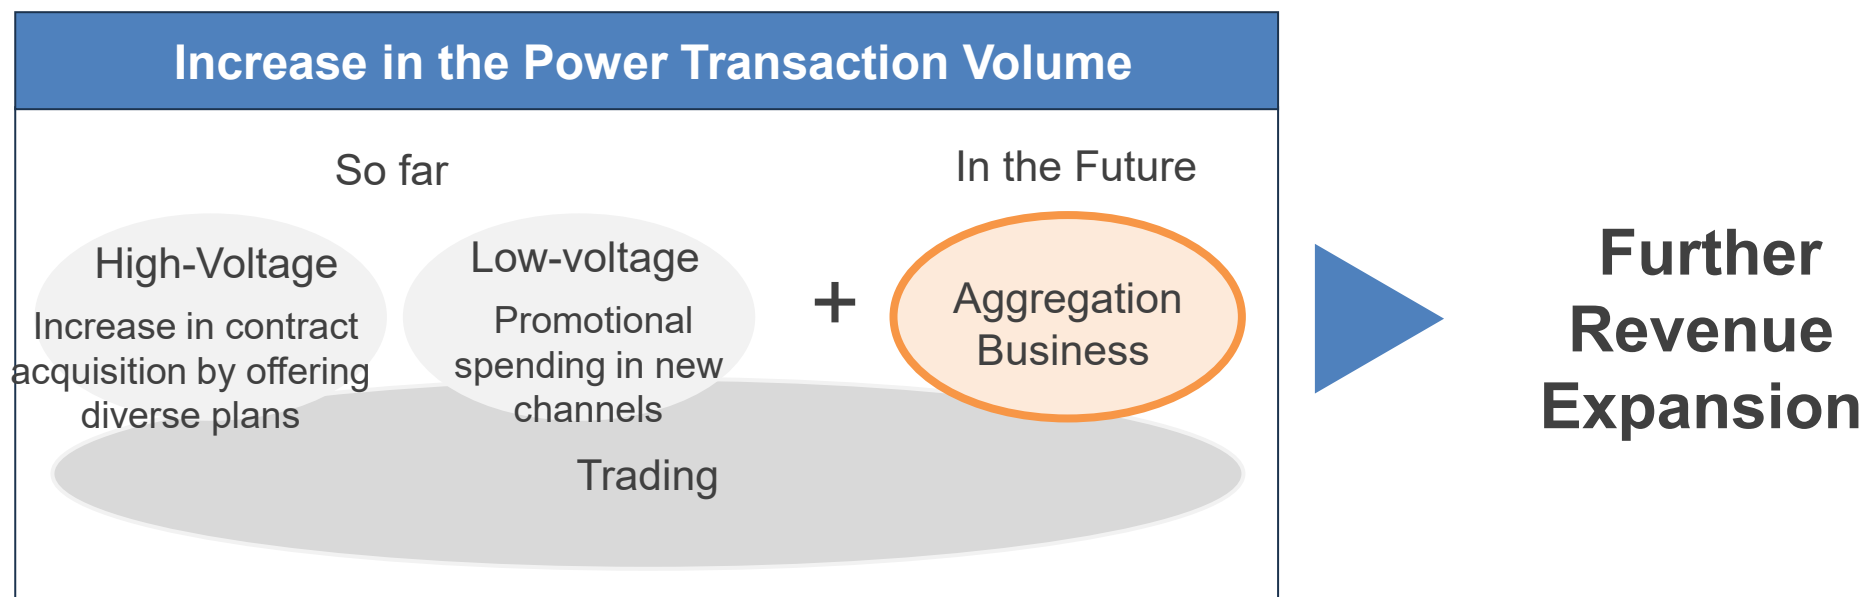 Increase in the Power Transaction Volume
So far
High-Voltage
Increase in contract
acquisition by offering
diverse plans
Low-voltage
Promotional
spending in new
channels
+
In the Future
Aggregation
Business
Trading
Further
Revenue
Expansion